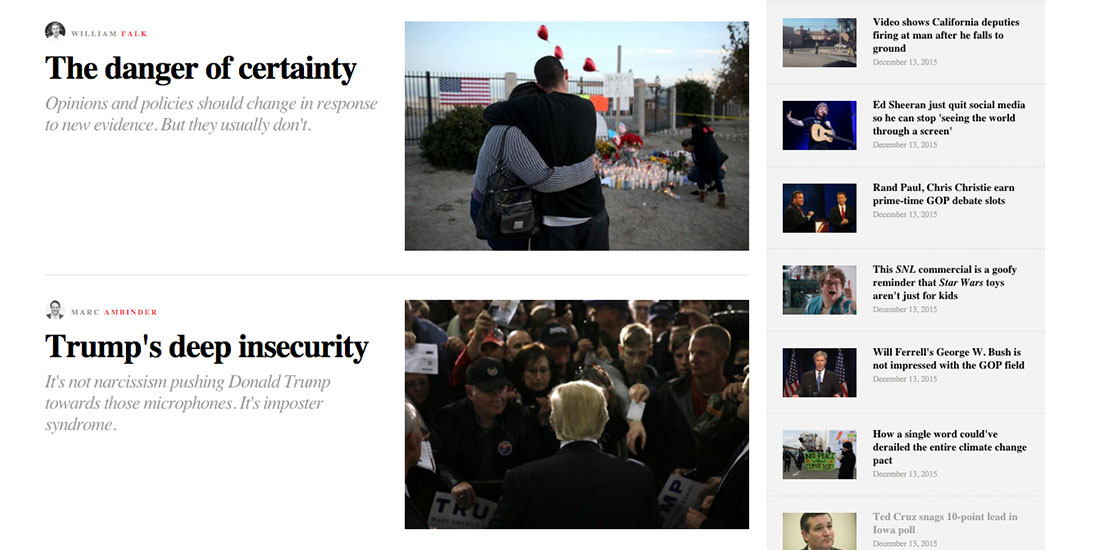 WILLIAM FALK
The danger of certainty
Opinions and policies should change in response
to new evidence. But they usually don't.
MARC AMBINDER
Trump's deep insecurity
It's not narcissism pushing Donald Trump
towards those microphones. It's imposter
syndrome.
TRU
MAKE AMERICA
UMP
Video shows California deputies
firing at man after he falls to
ground
December 13, 2015
Ed Sheeran just quit social media
so he can stop 'seeing the world
through a screen'
December 13, 2015
Rand Paul, Chris Christie earn
prime-time GOP debate slots
December 13, 2015
This SNL commercial is a goofy
reminder that Star Wars toys
aren't just for kids
December 13, 2015
Will Ferrell's George W. Bush is
not impressed with the GOP field
December 13, 2015
How a single word could've
derailed the entire climate change
pact
December 13, 2015
Ted Cruz snags 10-point lead in
Iowa poll
December 13, 2015